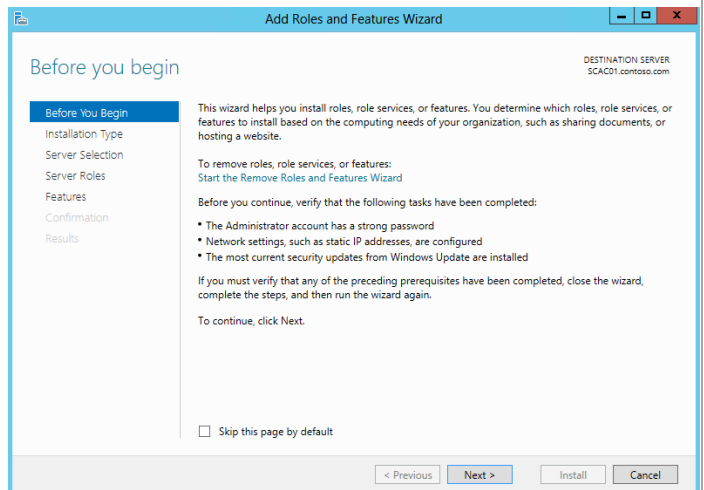 Add Roles and Features Wizard
Before you begin
DESTINATION SERVER
SCAC01.contoso.com
Before You Begin
Installation Type
Server Selection
Server Roles
Features
Confirmation
Results
This wizard helps you install roles, role services, or features. You determine which roles, role services, or
features to install based on the computing needs of your organization, such as sharing documents, or
hosting a website.
To remove roles, role services, or features:
Start the Remove Roles and Features Wizard
Before you continue, verify that the following tasks have been completed:
• The Administrator account has a strong password
• Network settings, such as static IP addresses, are configured
• The most current security updates from Windows Update are installed
If you must verify that any of the preceding prerequisites have been completed, close the wizard,
complete the steps, and then run the wizard again.
To continue, click Next.
Skip this page by default
< Previous
Next >
Install
Cancel